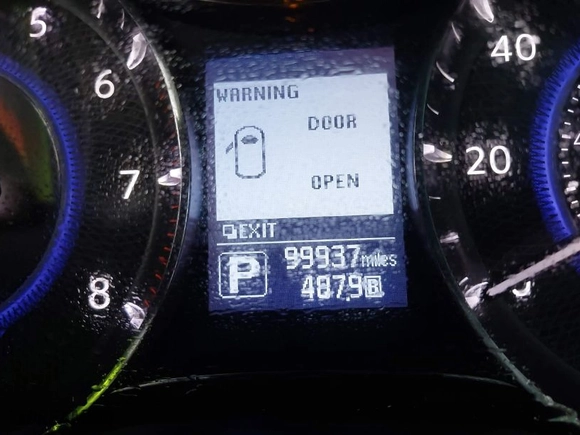 5
6
7
8
WARNING
DOOR
OPEN
EXIT
P
99937 miles
4879 B
40
20